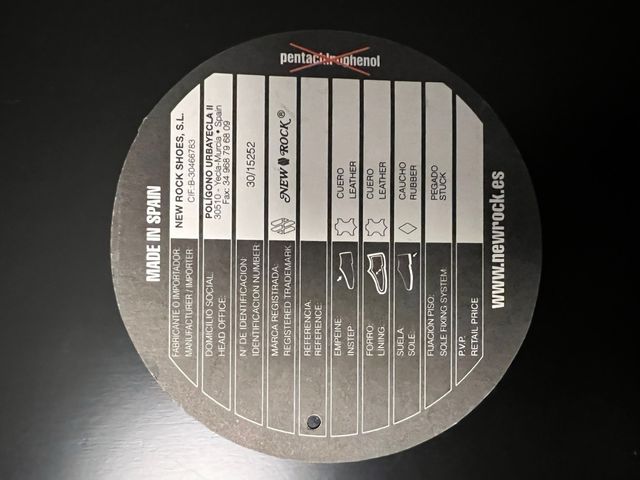 pentachlrophenol
MADE IN SPAIN
FABRICANTE O IMPORTADOR:
MANUFACTURER / IMPORTER
NEW ROCK SHOES, S.L.
CIF:B-30466783
DOMICILIO SOCIAL.
HEAD OFFICE:
POLÍGONO URBAYECLA II
30510 - Yecla-Murcia • Spain
Fax: 34 968 79 68 09
Nº DE IDENTIFICACION:
IDENTIFICATION NUMBER:
30/15252
MARCA REGISTRADA:
REGISTERED TRADEMARK
NEW ROCK®
REFERENCIA.
REFERENCE:
EMPEINE:
INSTEP
CUERO
LEATHER
FORRO:
LINING:
CUERO
LEATHER
SUELA
SOLE:
CAUCHO
RUBBER
FIJACION PISO:
SOLE FIXING SYSTEM:
PEGADO
STUCK
P.V.P.
RETAIL PRICE
www.newrock.es